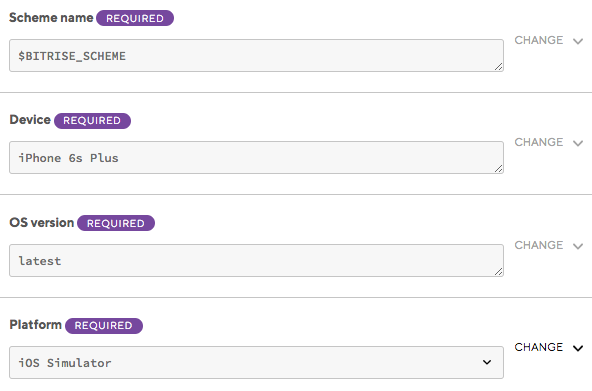 Scheme name REQUIRED
CHANGE
$BITRISE_SCHEME
Device REQUIRED
CHANGE
iPhone 6s Plus
OS version REQUIRED
CHANGE
latest
Platform REQUIRED
CHANGE
iOS Simulator